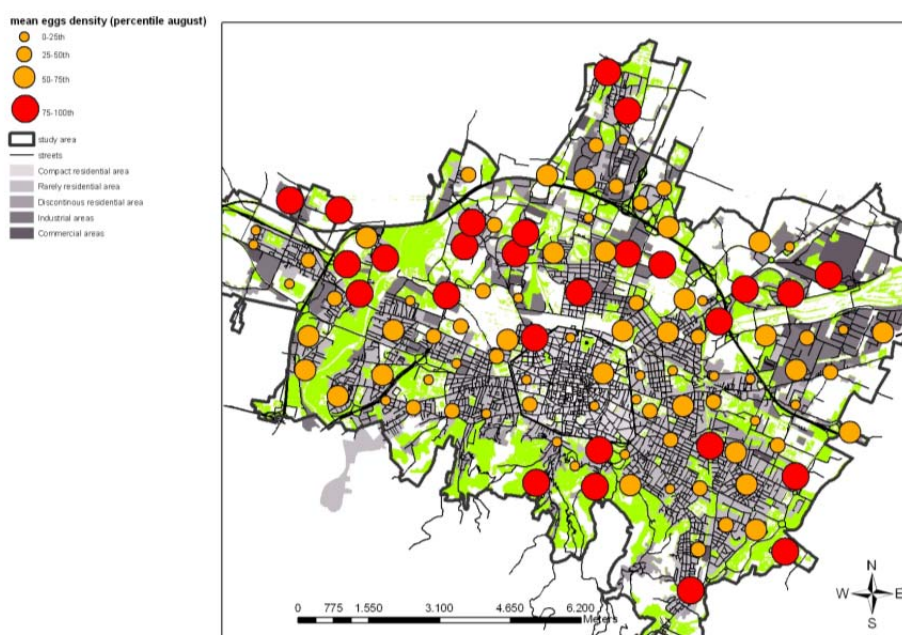 mean eggs density (percentile august)
0-25th
25-50th
50-75th
75-100th
study area
streets
Compact residential area
Rarely residential area
Discontinous residential area
Industrial areas
Commercial areas
N
W E
S
0 775 1.550 3.100 4.650 6.200
Meters